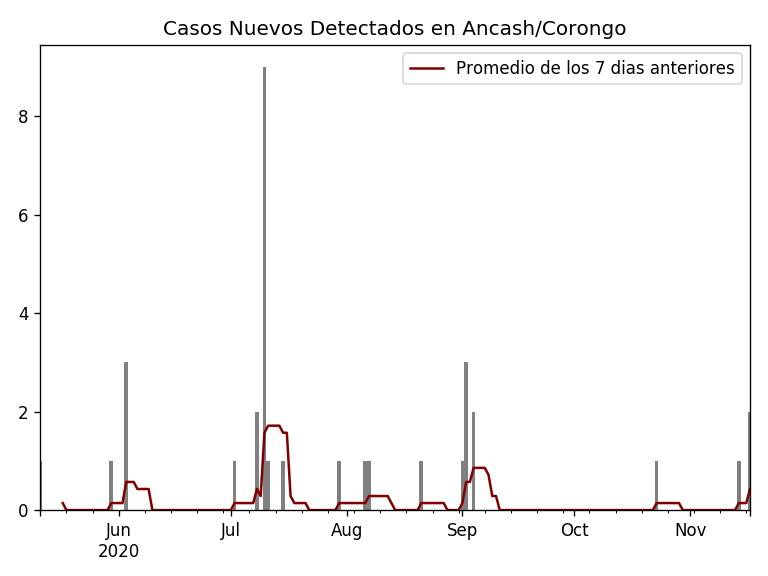 Casos Nuevos Detectados en Ancash/Corongo
Promedio de los 7 dias anteriores
8
6
4
2
0
Jun Jul Aug Sep Oct Nov
2020